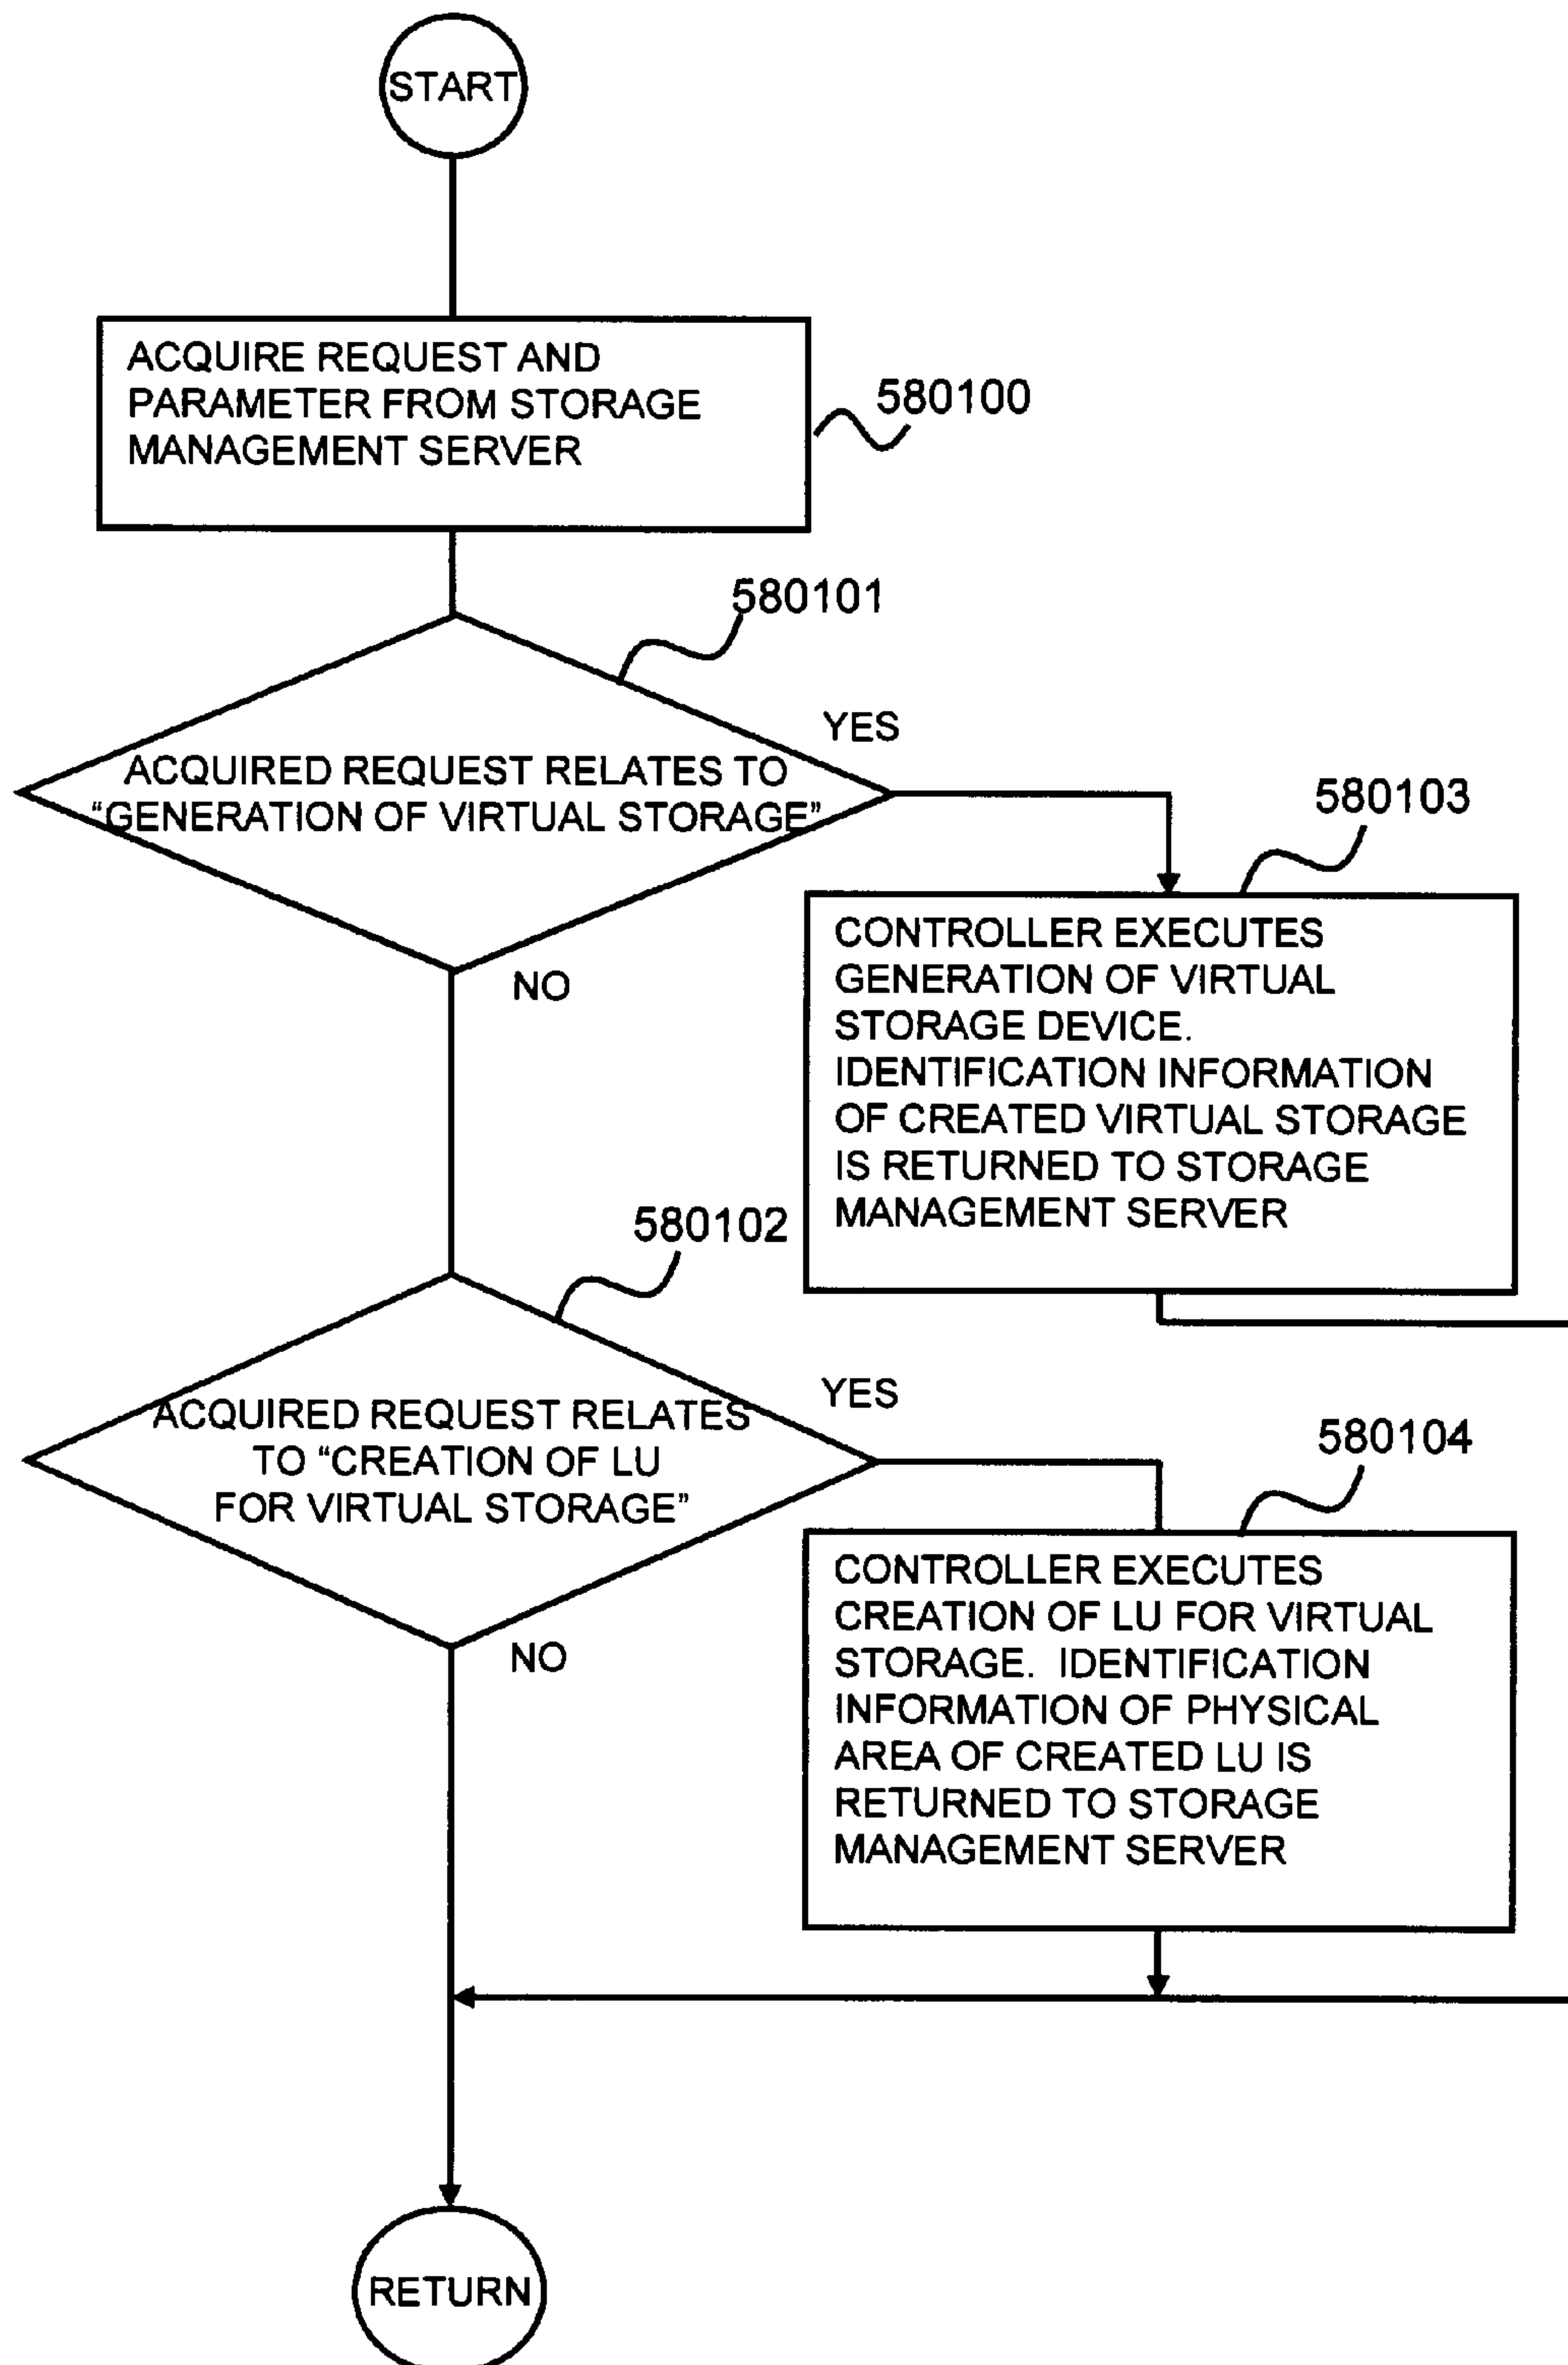 START
ACQUIRE REQUEST AND
PARAMETER FROM STORAGE
MANAGEMENT SERVER
580100
580101
YES
ACQUIRED REQUEST RELATES TO
“GENERATION OF VIRTUAL STORAGE”
NO
580103
CONTROLLER EXECUTES
GENERATION OF VIRTUAL
STORAGE DEVICE.
IDENTIFICATION INFORMATION
OF CREATED VIRTUAL STORAGE
IS RETURNED TO STORAGE
MANAGEMENT SERVER
580102
YES
ACQUIRED REQUEST RELATES
TO “CREATION OF LU
FOR VIRTUAL STORAGE”
NO
580104
CONTROLLER EXECUTES
CREATION OF LU FOR VIRTUAL
STORAGE. IDENTIFICATION
INFORMATION OF PHYSICAL
AREA OF CREATED LU IS
RETURNED TO STORAGE
MANAGEMENT SERVER
RETURN